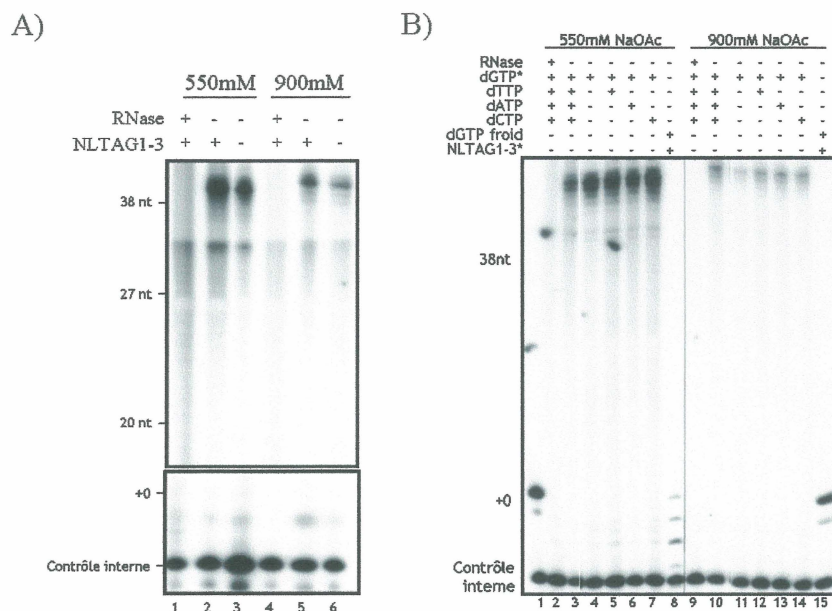 A)
550mM 900mM
RNase + - - + - -
NLTAG1-3 + + - + + -
38 nt
27 nt
20 nt
+0
Contrôle interne
1 2 3 4 5 6
B)
550mM NaOAc 900mM NaOAc
RNase + - - - - - - + - - - - - -
dGTP* + + + + + + - + + + + + + -
dTTP + + - + - - - + + - + - - -
dATP + + - - + - - + + - - + - -
dCTP + + - - - + - + + - - - + -
dGTP froid - - - - - - + - - - - - - +
NLTAG1-3* - - - - - - + - - - - - - +
38nt
+0
Contrôle
interne
1 2 3 4 5 6 7 8 9 10 11 12 13 14 15